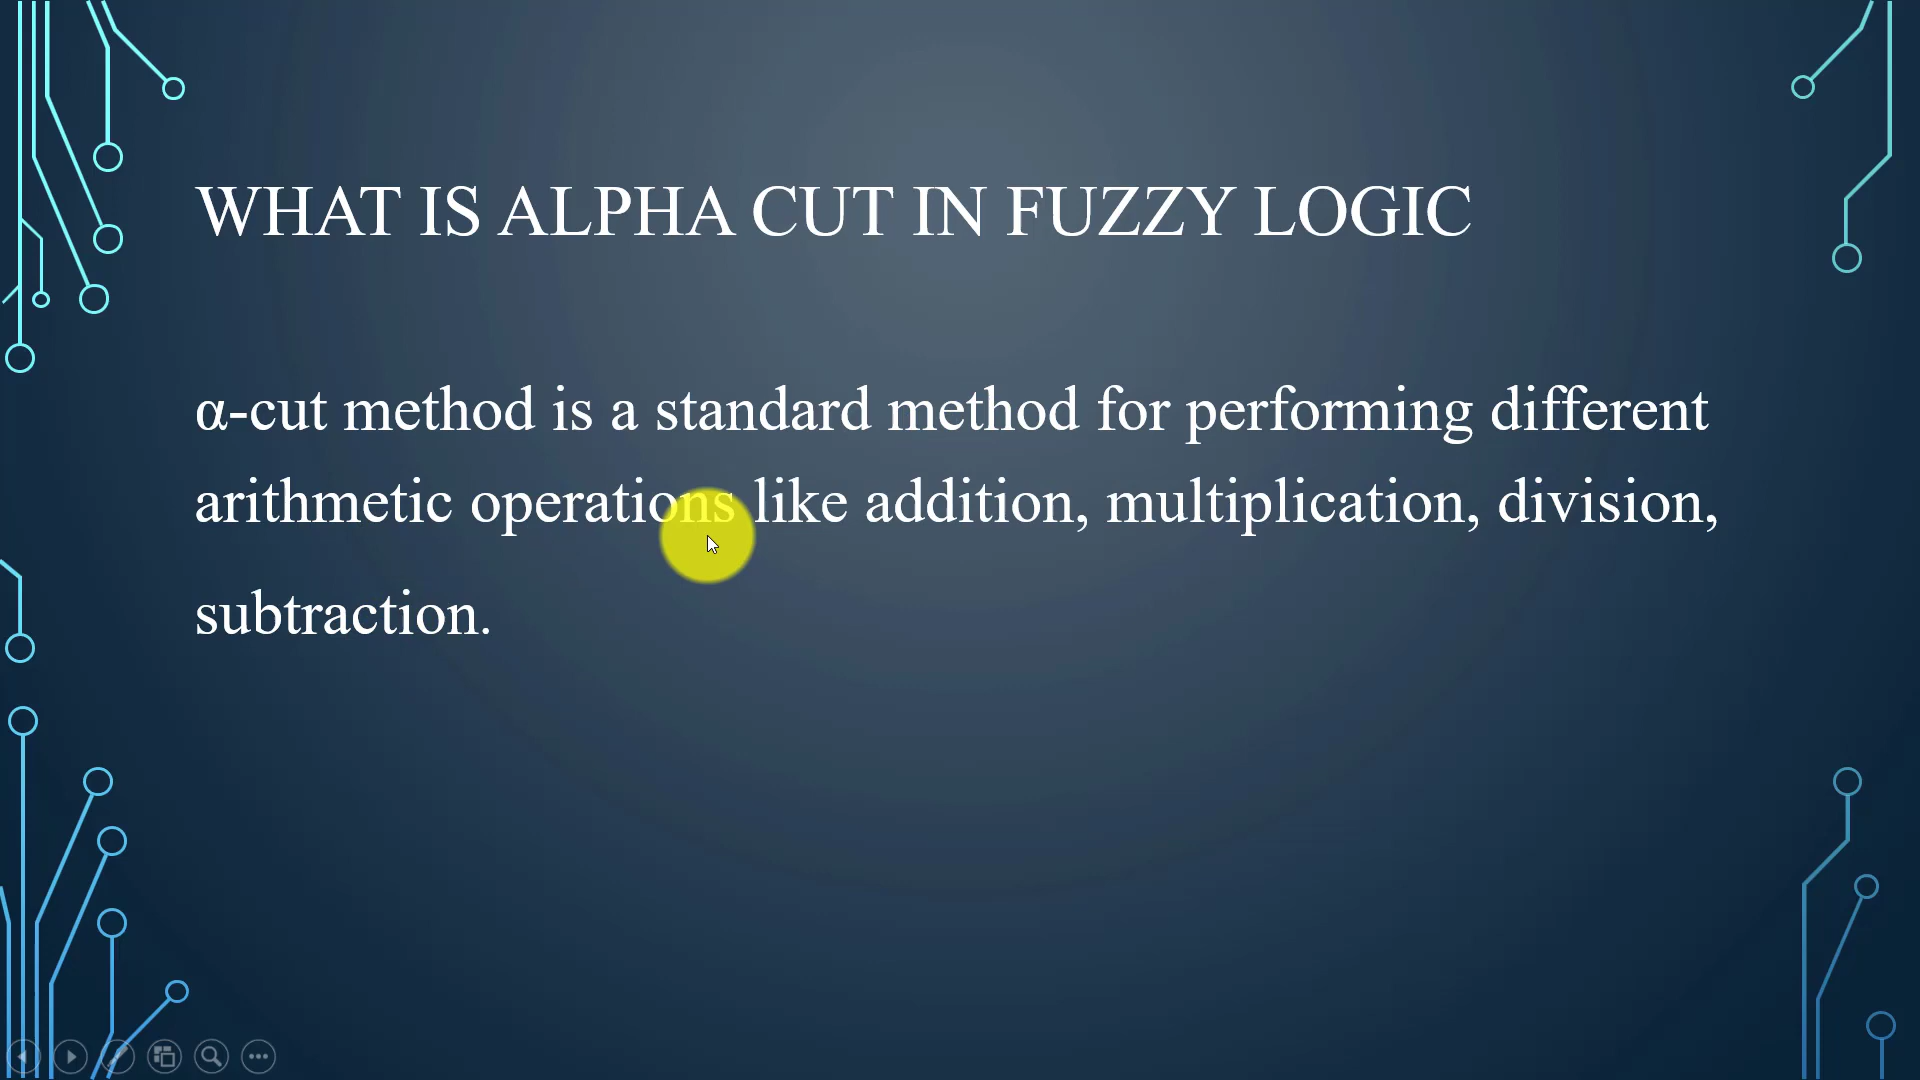 WHAT IS ALPHA CUT IN FUZZY LOGIC
α-cut method is a standard method for performing different
arithmetic operations like addition, multiplication, division,
subtraction.